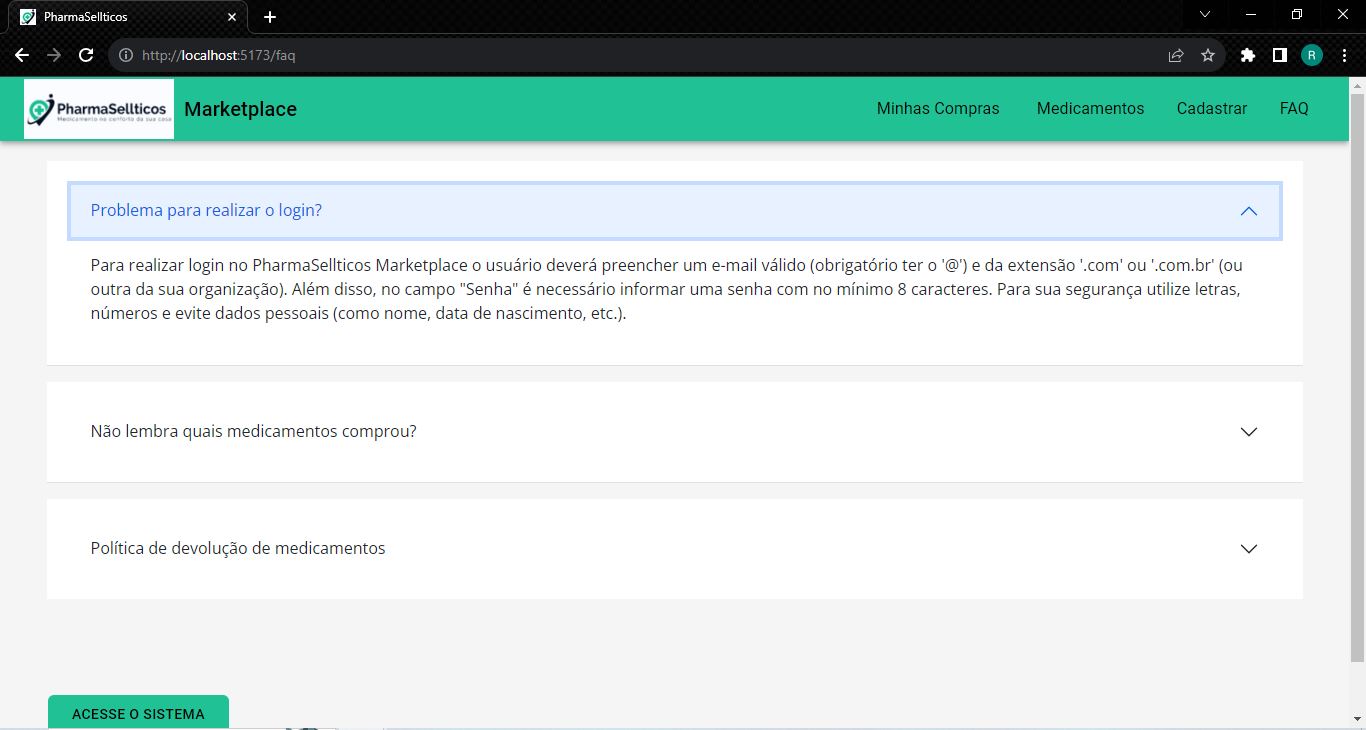 PharmaSellticos
http://localhost:5173/faq
R
PharmaSellticos
Medicamento no conforto da sua casa
Marketplace
Minhas Compras
Medicamentos
Cadastrar
FAQ
Problema para realizar o login?
Para realizar login no PharmaSellticos Marketplace o usuário deverá preencher um e-mail válido (obrigatório ter o '@') e da extensão '.com' ou '.com.br' (ou
outra da sua organização). Além disso, no campo "Senha" é necessário informar uma senha com no mínimo 8 caracteres. Para sua segurança utilize letras,
números e evite dados pessoais (como nome, data de nascimento, etc.).
Não lembra quais medicamentos comprou?
Política de devolução de medicamentos
ACESSE O SISTEMA